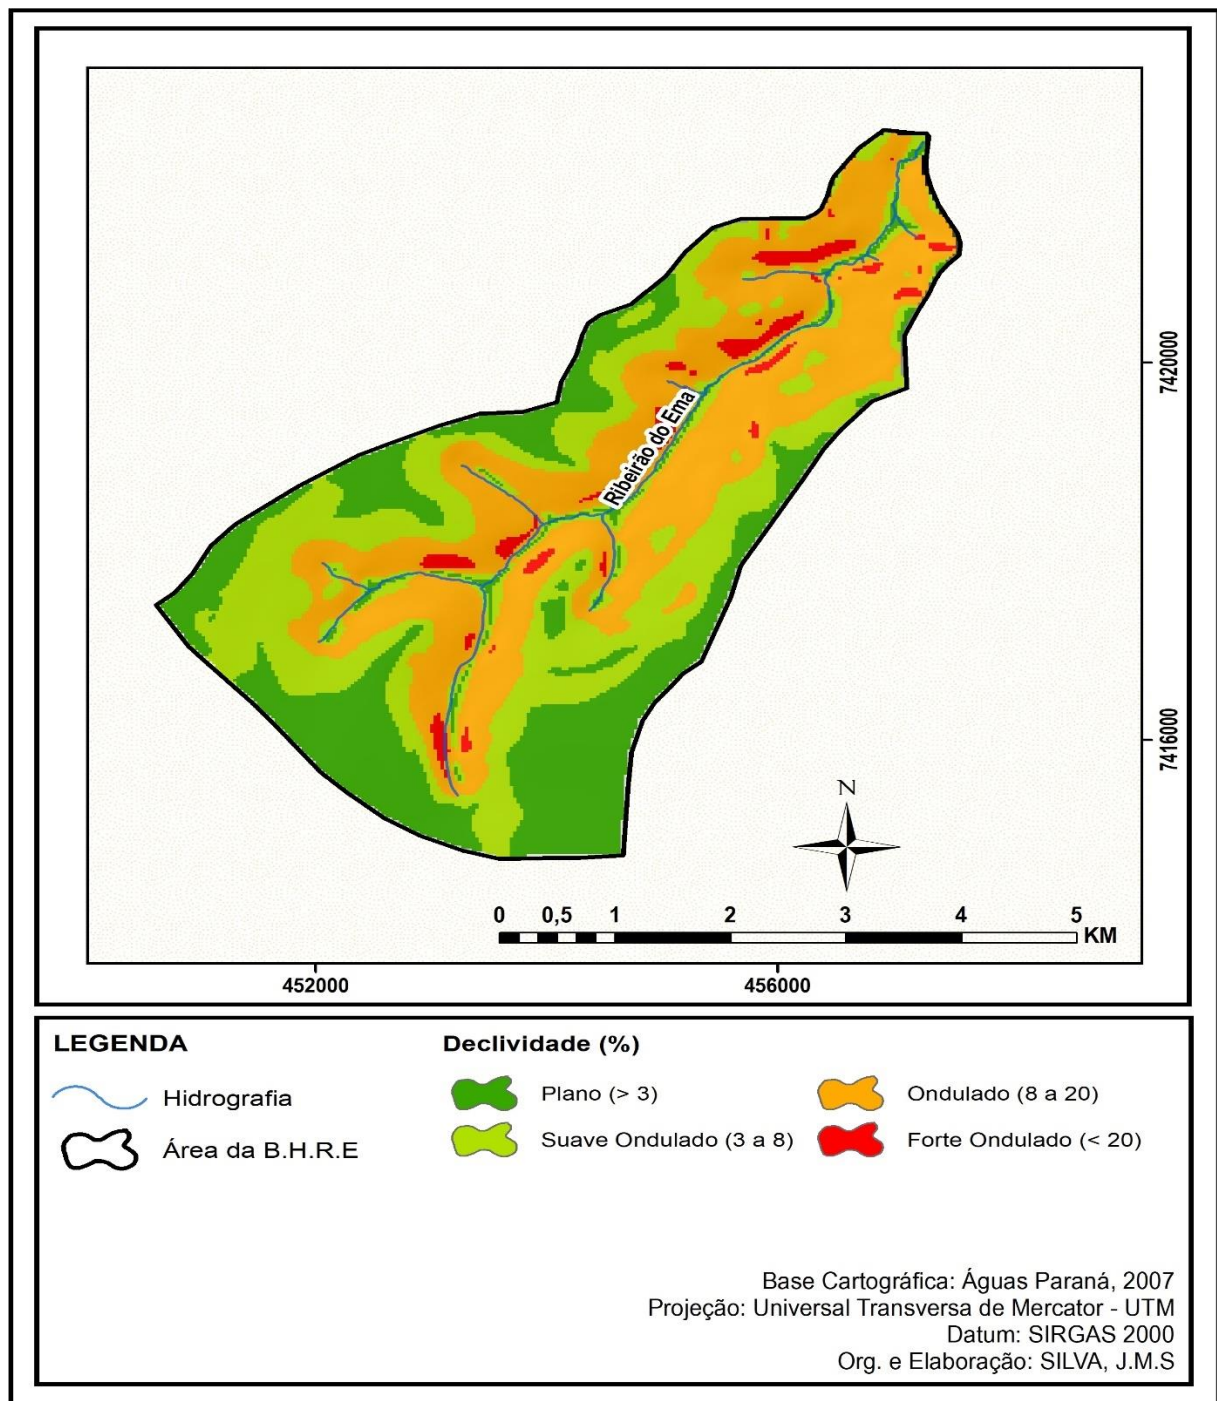 Ribeirão do Ema
7420000
7416000
N
0 0,5 1 2 3 4 5
KM
452000 456000
LEGENDA
Hidrografia
Área da B.H.R.E
Declividade (%)
Plano (> 3)
Suave Ondulado (3 a 8)
Ondulado (8 a 20)
Forte Ondulado (< 20)
Base Cartográfica: Águas Paraná, 2007
Projeção: Universal Transversa de Mercator - UTM
Datum: SIRGAS 2000
Org. e Elaboração: SILVA, J.M.S